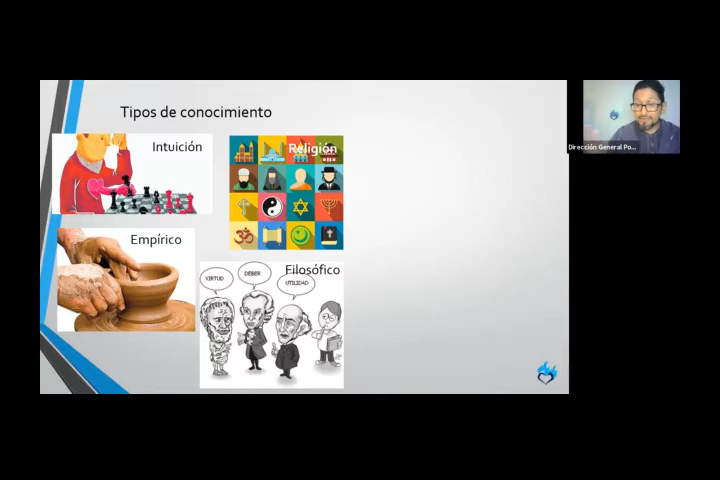 Tipos de conocimiento
Intuición
Religión
Empírico
Filosófico
VIRTUD
DEBER
UTILIDAD
Dirección General Po...